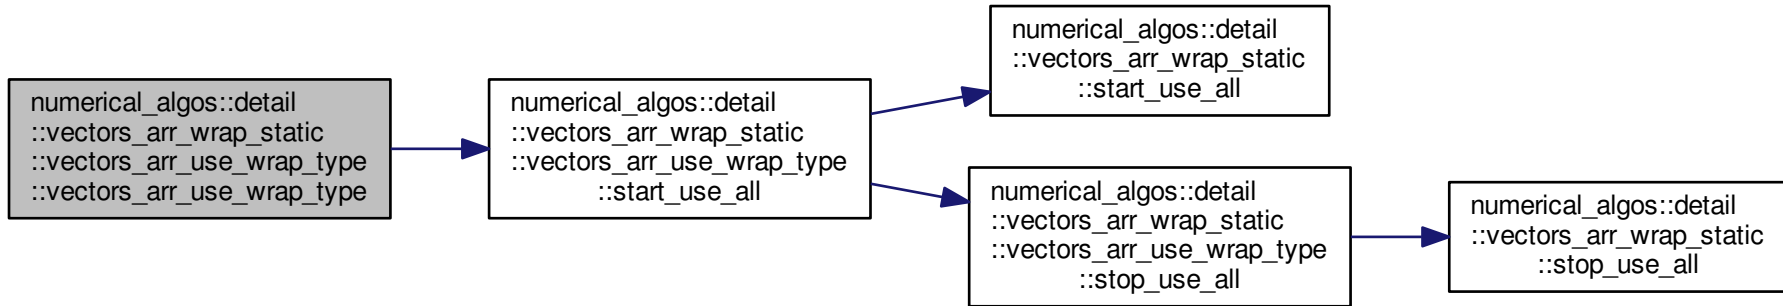 numerical_algos::detail
::vectors_arr_wrap_static
::vectors_arr_use_wrap_type
::vectors_arr_use_wrap_type
numerical_algos::detail
::vectors_arr_wrap_static
::vectors_arr_use_wrap_type
::start_use_all
numerical_algos::detail
::vectors_arr_wrap_static
::start_use_all
numerical_algos::detail
::vectors_arr_wrap_static
::vectors_arr_use_wrap_type
::stop_use_all
numerical_algos::detail
::vectors_arr_wrap_static
::stop_use_all